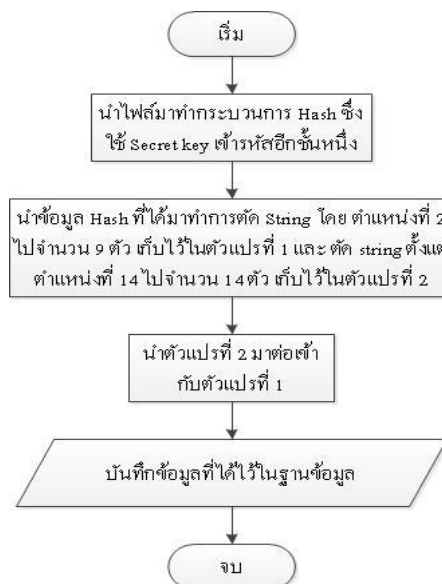 เริ่ม
นำไฟล์มาทำกระบวนการ Hash ซึ่ง
ใช้ Secret key เข้ารหัสอีกชั้นหนึ่ง
นำข้อมูล Hash ที่ได้มาทำการตัด String โดย ตำแหน่งที่ 2
ไปจำนวน 9 ตัว เก็บไว้ในตัวแปรที่ 1 และ ตัด string ตั้งแต่
ตำแหน่งที่ 14 ไปจำนวน 14 ตัว เก็บไว้ในตัวแปรที่ 2
นำตัวแปรที่ 2 มาต่อเข้า
กับตัวแปรที่ 1
บันทึกข้อมูลที่ได้ไว้ในฐานข้อมูล
จบ